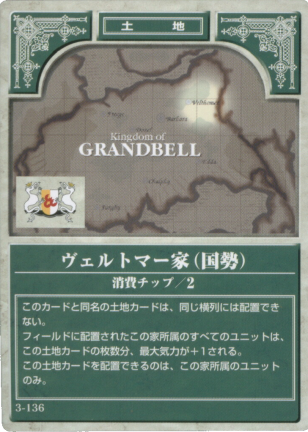 土地
Velthomer
Kingdom of
GRANDBELL
ヴェルトマー家(国勢)
消費チップ/2
このカードと同名の土地カードは、同じ横列には配置でき
ない。
フィールドに配置されたこの家所属のすべてのユニットは、
この土地カードの枚数分、最大気力が+1される。
この土地カードを配置できるのは、この家所属のユニット
のみ。
3-136